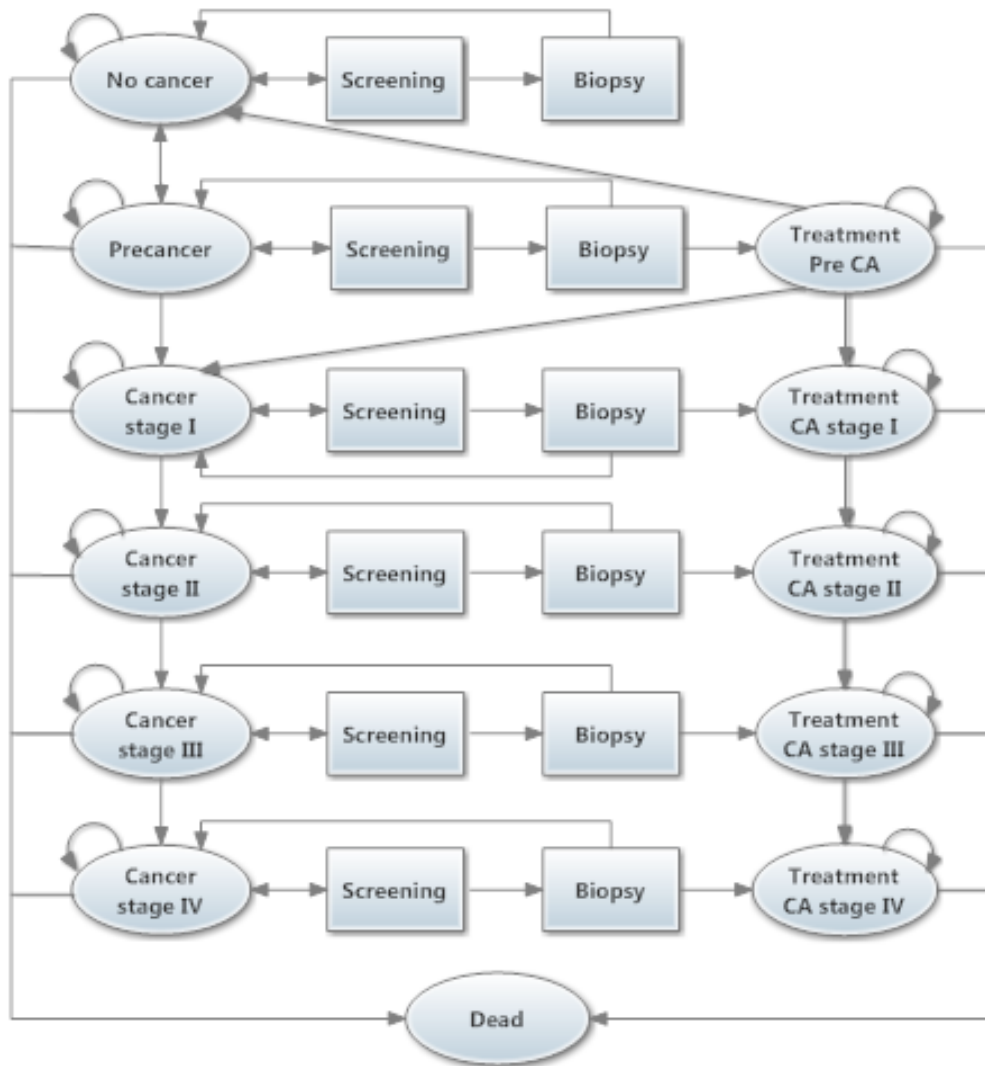 No cancer
Screening
Biopsy
Precancer
Screening
Biopsy
Treatment
Pre CA
Cancer
stage I
Screening
Biopsy
Treatment
CA stage I
Cancer
stage II
Screening
Biopsy
Treatment
CA stage II
Cancer
stage III
Screening
Biopsy
Treatment
CA stage III
Cancer
stage IV
Screening
Biopsy
Treatment
CA stage IV
Dead